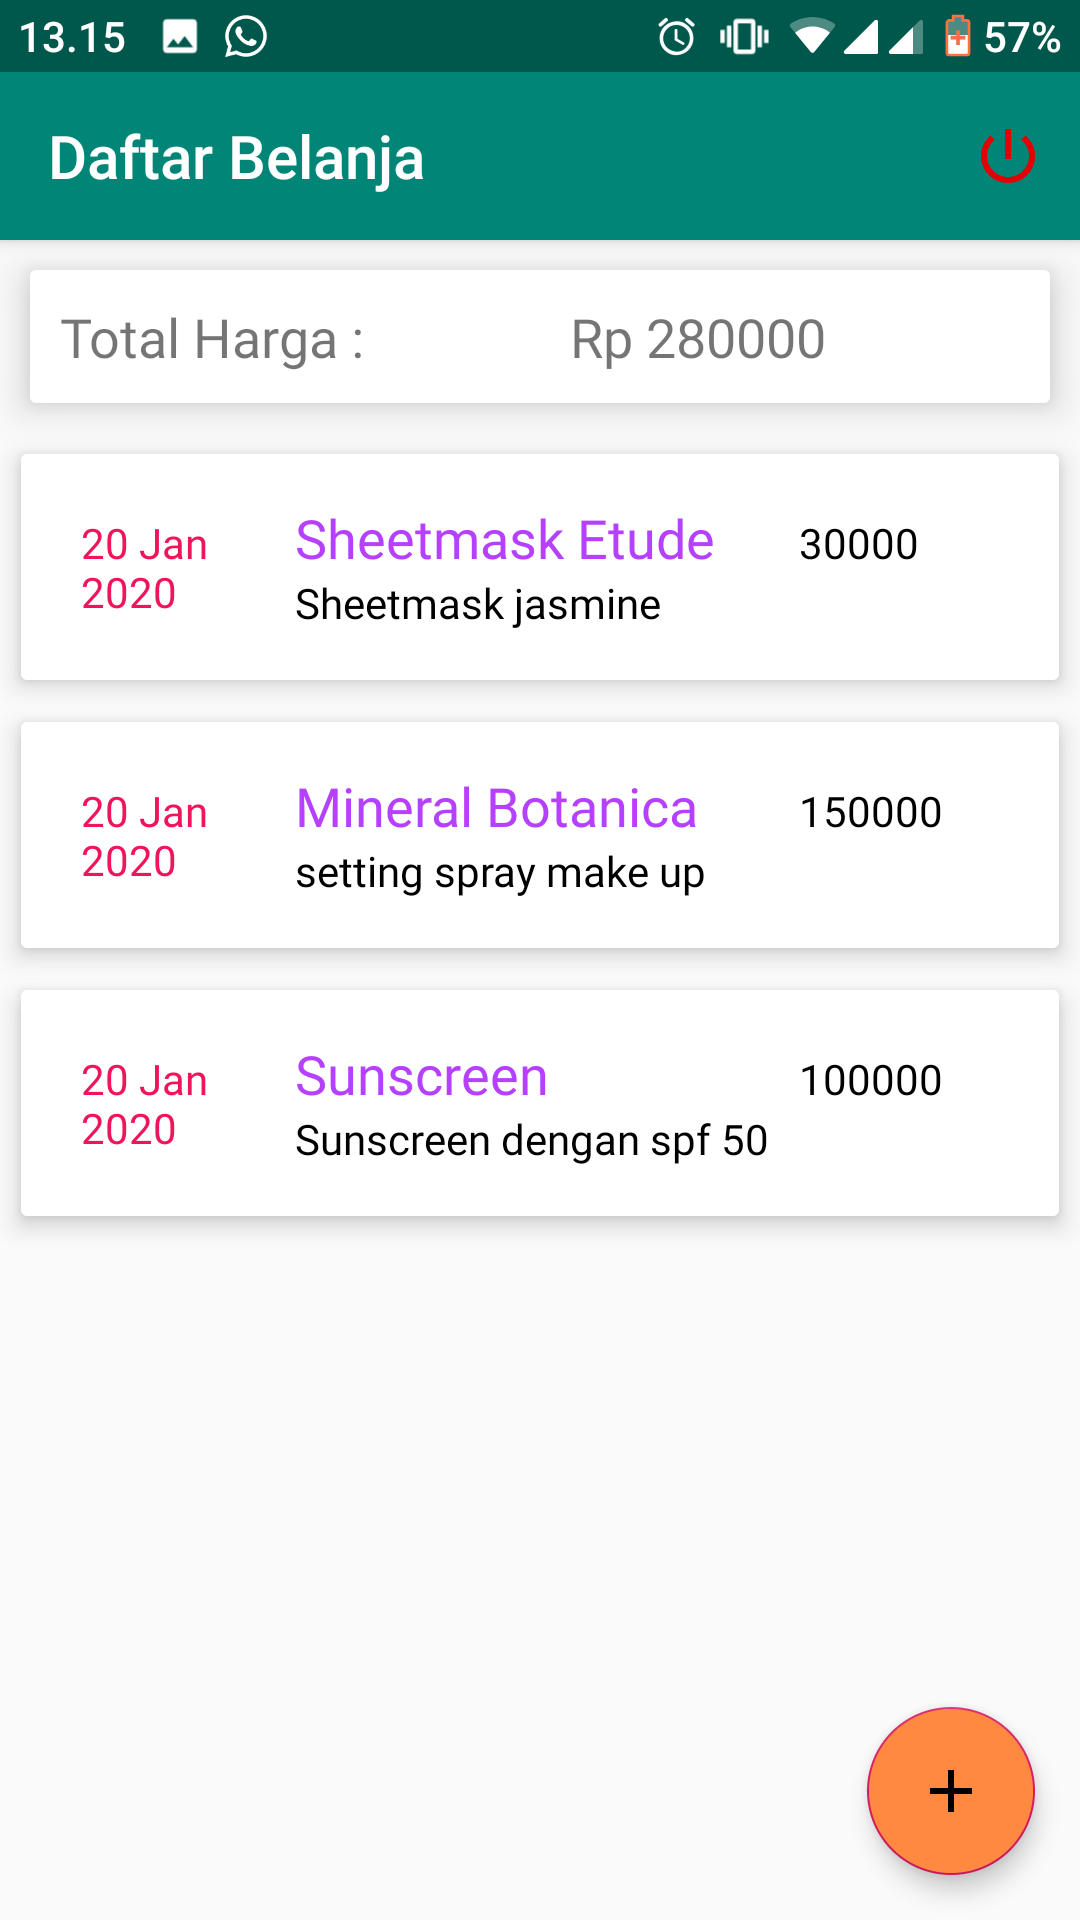 13.15 57%
Daftar Belanja
Total Harga : Rp 280000
20 Jan 2020
Sheetmask Etude
Sheetmask jasmine
30000
20 Jan 2020
Mineral Botanica
setting spray make up
150000
20 Jan 2020
Sunscreen
Sunscreen dengan spf 50
100000